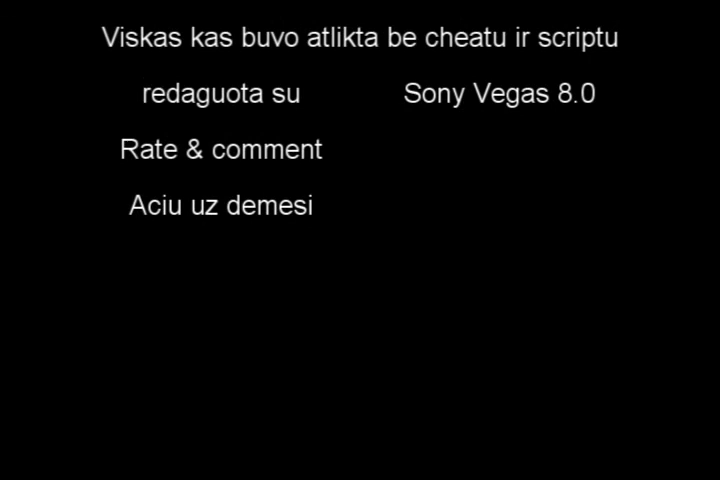 Viskas kas buvo atlikta be cheatu ir scriptu
redaguota su Sony Vegas 8.0
Rate & comment
Aciu uz demesi